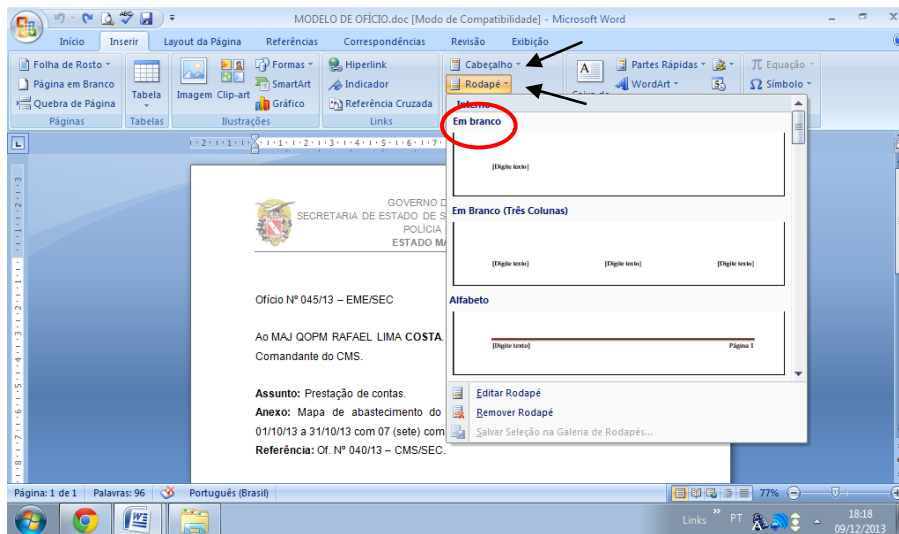 MODELO DE OFÍCIO.doc [Modo de Compatibilidade] - Microsoft Word
Início Inserir Layout da Página Referências Correspondências Revisão Exibição
Folha de Rosto
Página em Branco
Quebra de Página
Páginas
Tabela
Tabelas
Imagem Clip-art
Formas
SmartArt
Gráfico
Ilustrações
Hiperlink
Indicador
Referência Cruzada
Links
Cabeçalho
Rodapé
A
Partes Rápidas
WordArt
Equação
Símbolo
Interno
Em branco
[Digite texto]
Em Branco (Três Colunas)
[Digite texto] [Digite texto] [Digite texto]
Alfabeto
[Digite texto] Página 1
Editar Rodapé
Remover Rodapé
Salvar Seleção na Galeria de Rodapés...
GOVERNO
SECRETARIA DE ESTADO DE S
POLÍCIA
ESTADO
Ofício Nº 045/13 – EME/SEC
Ao MAJ QOPM RAFAEL LIMA COSTA.
Comandante do CMS.
Assunto: Prestação de contas.
Anexo: Mapa de abastecimento do
01/10/13 a 31/10/13 com 07 (sete) com
Referência: Of. Nº 040/13 – CMS/SEC.
Página: 1 de 1 Palavras: 96 Português (Brasil) 77%
Links PT 18:18
09/12/2013